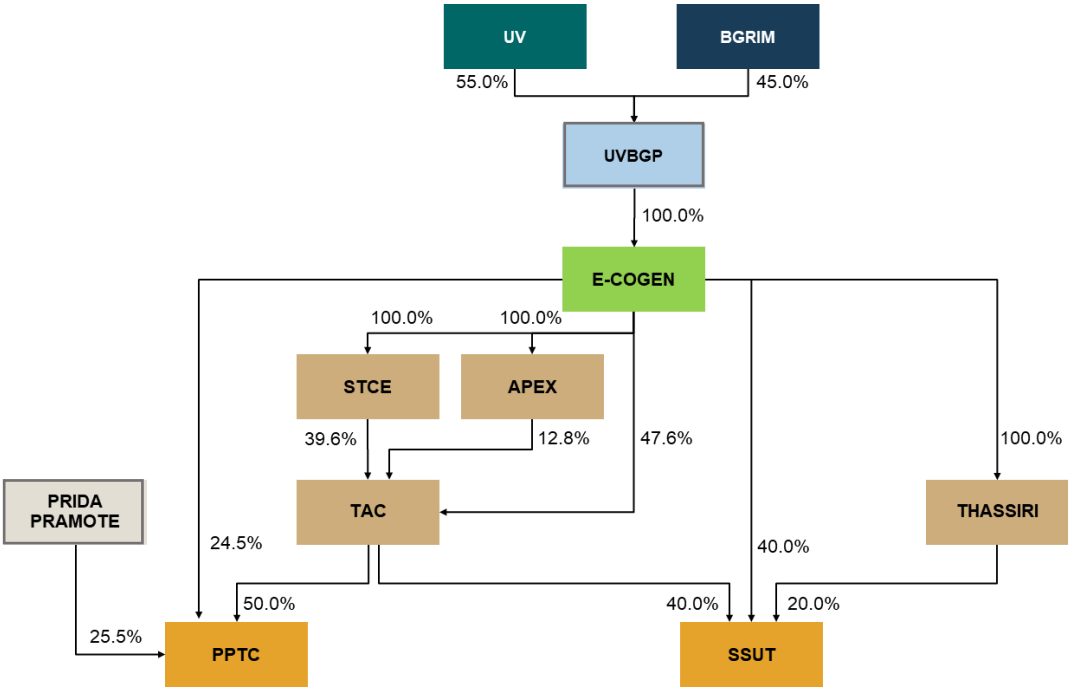 UV
BGRIM
55.0%
45.0%
UVBGP
100.0%
E-COGEN
100.0%
100.0%
STCE
APEX
39.6%
12.8%
47.6%
100.0%
PRIDA
PRAMOTE
TAC
THASSIRI
24.5%
40.0%
50.0%
40.0%
20.0%
25.5%
PPTC
SSUT